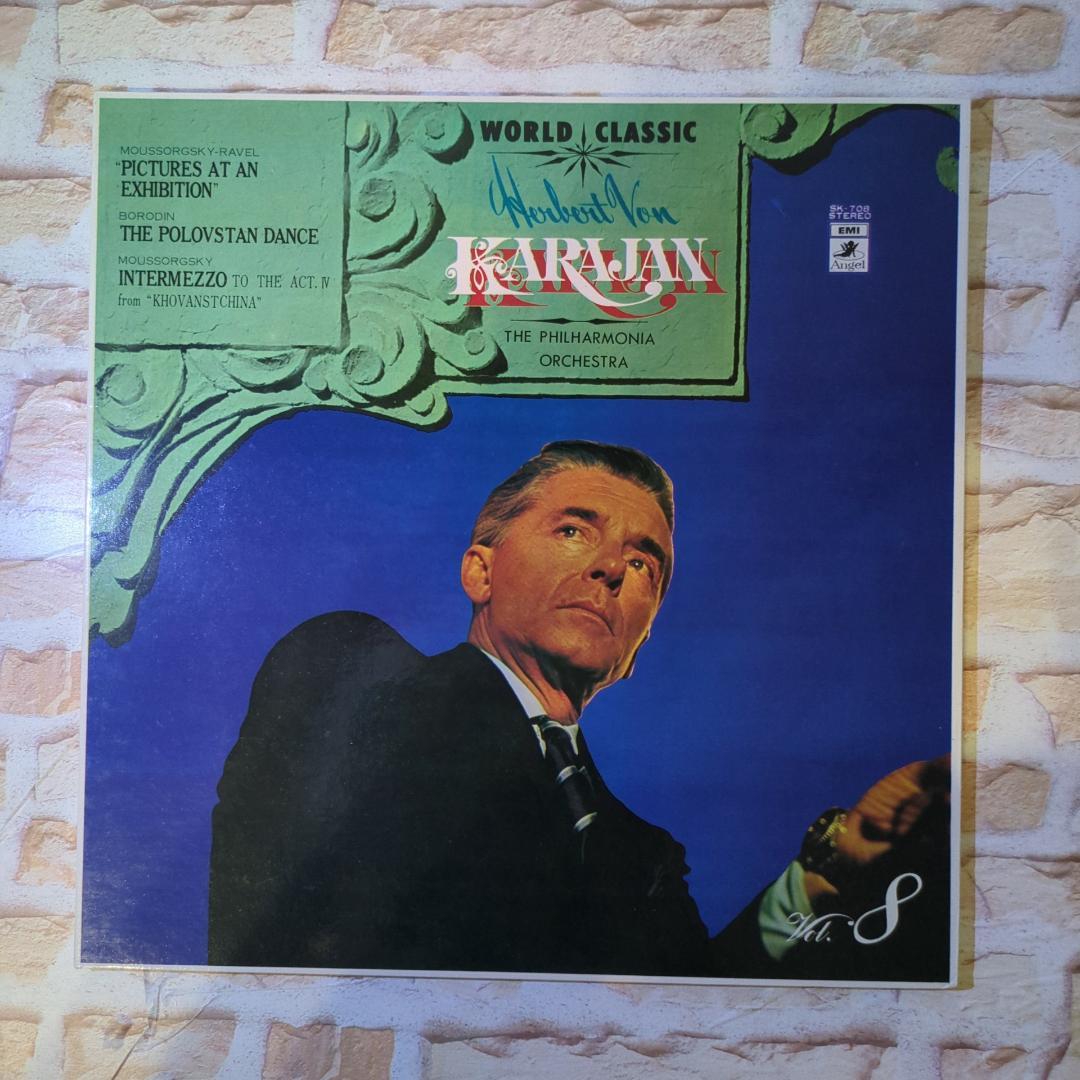 MOUSSORGSKY-RAVEL
"PICTURES AT AN
EXHIBITION"
BORODIN
THE POLOVSTAN DANCE
MOUSSORGSKY
INTERMEZZO TO THE ACT. IV
from "KHOVANSTCHINA"
WORLD CLASSIC
Herbert Von
KARAJAN
THE PHILHARMONIA
ORCHESTRA
SK-708
STEREO
EMI
Angel
Vol. 8